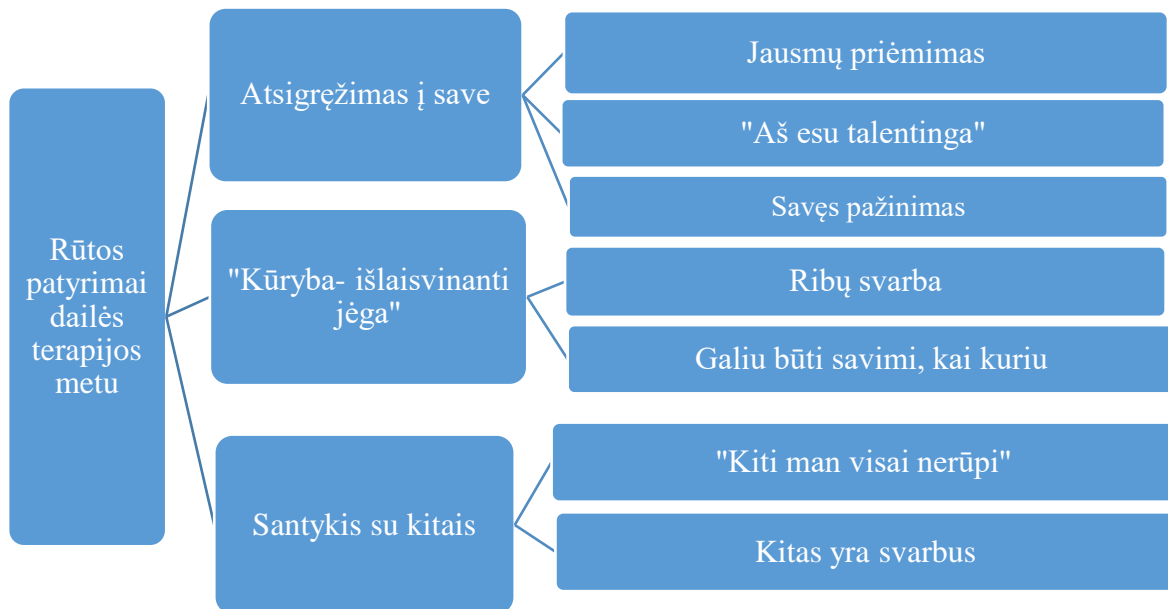 Rūtos
patyrimai
dailės
terapijos
metu
Atsigręžimas į save
Jausmų priėmimas
"Aš esu talentinga"
Savęs pažinimas
"Kūryba- išlaisvinanti
jėga"
Ribų svarba
Galiu būti savimi, kai kuriu
Santykis su kitais
"Kiti man visai nerūpi"
Kitas yra svarbus